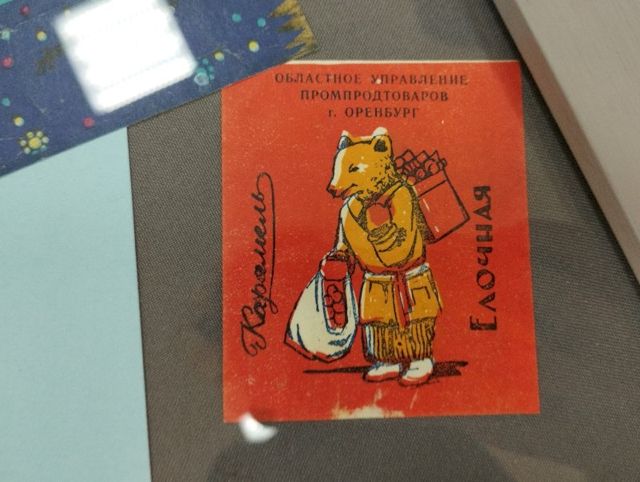 ОБЛАСТНОЕ УПРАВЛЕНИЕ
ПРОМПРОДТОВАРОВ
г. ОРЕНБУРГ
Карамель
ЕЛОЧНАЯ